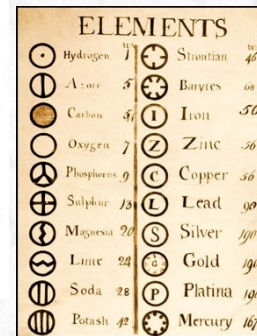 ELEMENTS
Hydrogen 1 Strontian 46
Azote 5 Barytes 68
Carbon 5 I Iron 50
Oxygen 7 Z Zinc 56
Phosphorus 9 C Copper 56
Sulphur 13 L Lead 90
Magnesia 20 S Silver 190
Lime 24 G Gold 190
Soda 28 P Platina 190
Potash 42 Mercury 167